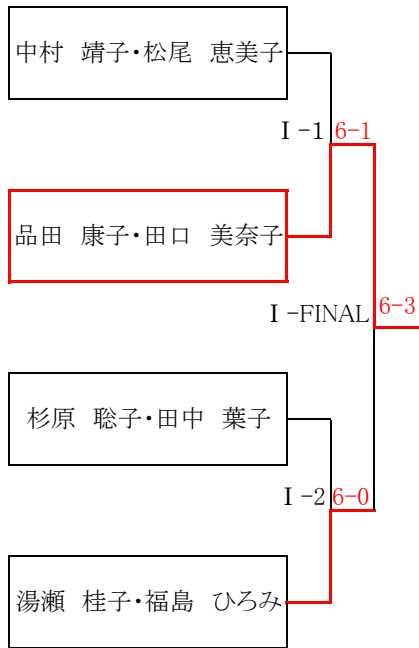 中村　靖子・松尾　恵美子
Ⅰ-1 6-1
品田　康子・田口　美奈子
Ⅰ-FINAL 6-3
杉原　聡子・田中　葉子
Ⅰ-2 6-0
湯瀬　桂子・福島　ひろみ